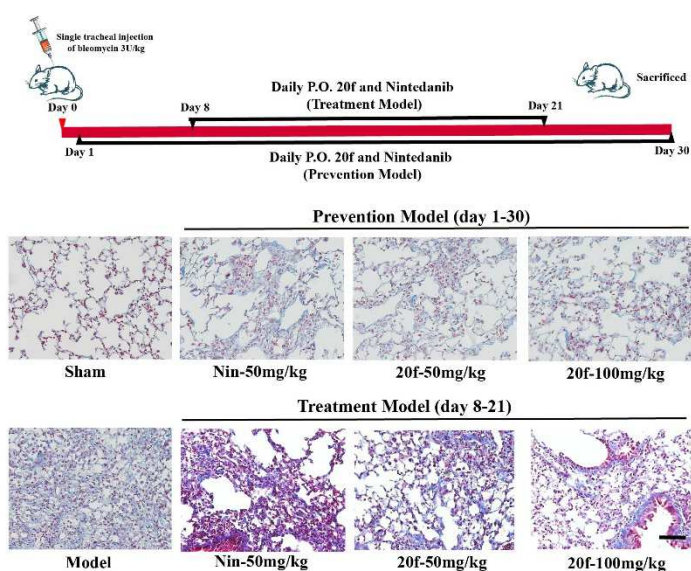 Single tracheal injection
of bleomycin 3U/kg
Sacrificed
Day 0
Day 8
Daily P.O. 20f and Nintedanib
(Treatment Model)
Day 21
Day 1
Daily P.O. 20f and Nintedanib
(Prevention Model)
Day 30
Prevention Model (day 1-30)
Sham
Nin-50mg/kg
20f-50mg/kg
20f-100mg/kg
Treatment Model (day 8-21)
Model
Nin-50mg/kg
20f-50mg/kg
20f-100mg/kg